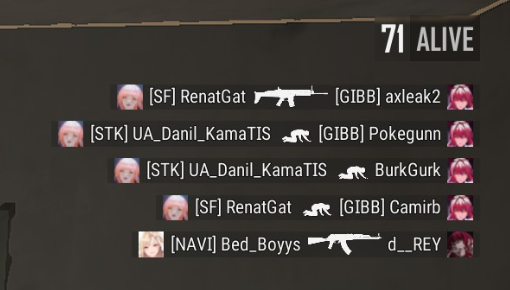 71 ALIVE
[SF] RenatGat [GIBB] axleak2
[STK] UA_Danil_KamaTIS [GIBB] Pokegunn
[STK] UA_Danil_KamaTIS BurkGurk
[SF] RenatGat [GIBB] Camirb
[NAVI] Bed_Boyys d__REY